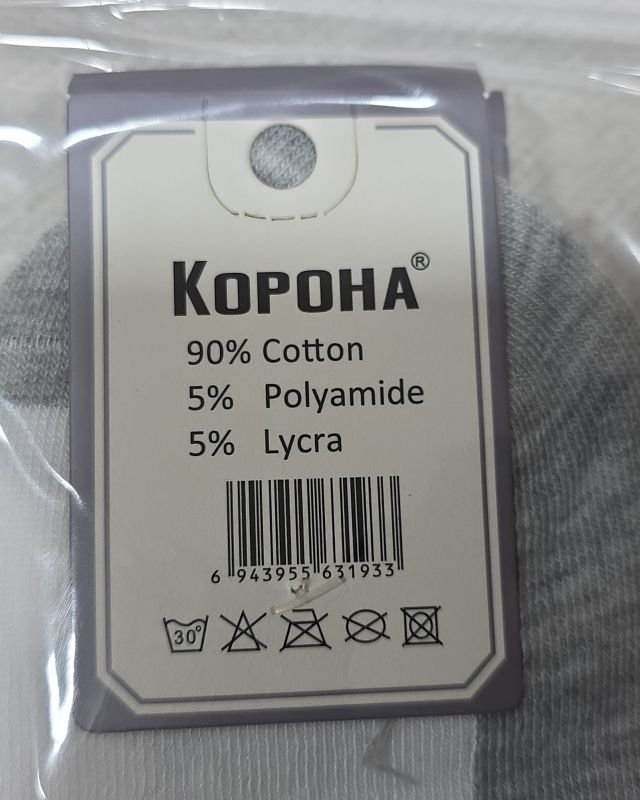 КОРОНА®
90% Cotton
5% Polyamide
5% Lycra
6 943955 631933
30°